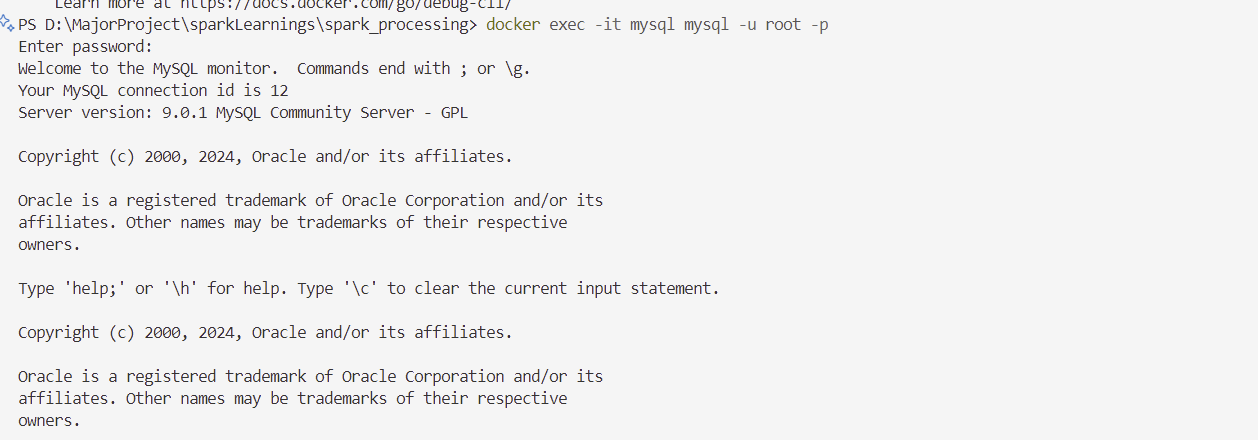 Learn more at https://docs.docker.com/go/debug-cli/
PS D:\MajorProject\sparkLearnings\spark_processing> docker exec -it mysql mysql -u root -p
Enter password:
Welcome to the MySQL monitor.  Commands end with ; or \g.
Your MySQL connection id is 12
Server version: 9.0.1 MySQL Community Server - GPL
Copyright (c) 2000, 2024, Oracle and/or its affiliates.
Oracle is a registered trademark of Oracle Corporation and/or its
affiliates. Other names may be trademarks of their respective
owners.
Type 'help;' or '\h' for help. Type '\c' to clear the current input statement.
Copyright (c) 2000, 2024, Oracle and/or its affiliates.
Oracle is a registered trademark of Oracle Corporation and/or its
affiliates. Other names may be trademarks of their respective
owners.